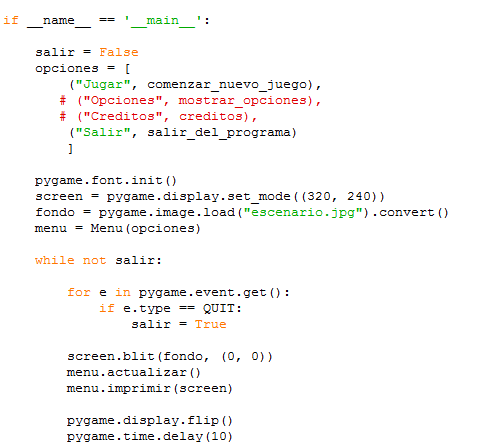 if __name__ == '__main__':
salir = False
opciones = [
("Jugar", comenzar_nuevo_juego),
# ("Opciones", mostrar_opciones),
# ("Creditos", creditos),
("Salir", salir_del_programa)
]
pygame.font.init()
screen = pygame.display.set_mode((320, 240))
fondo = pygame.image.load("escenario.jpg").convert()
menu = Menu(opciones)
while not salir:
for e in pygame.event.get():
if e.type == QUIT:
salir = True
screen.blit(fondo, (0, 0))
menu.actualizar()
menu.imprimir(screen)
pygame.display.flip()
pygame.time.delay(10)